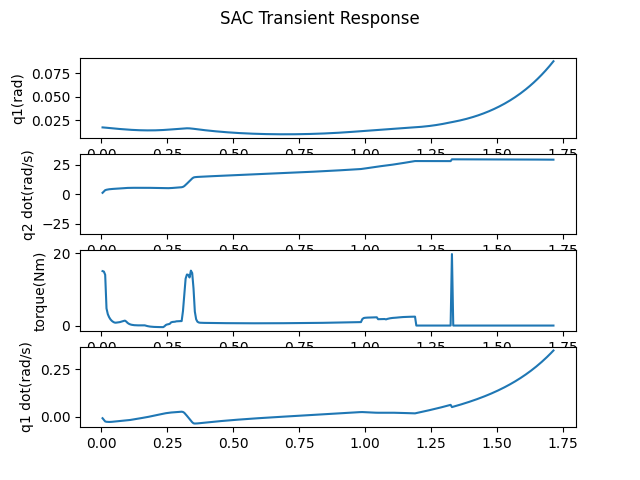 SAC Transient Response
0.075
0.050
0.025
q1(rad)
25
0
−25
q2 dot(rad/s)
20
0
torque(Nm)
0.25
0.00
q1 dot(rad/s)
0.00 0.25 0.50 0.75 1.00 1.25 1.50 1.75